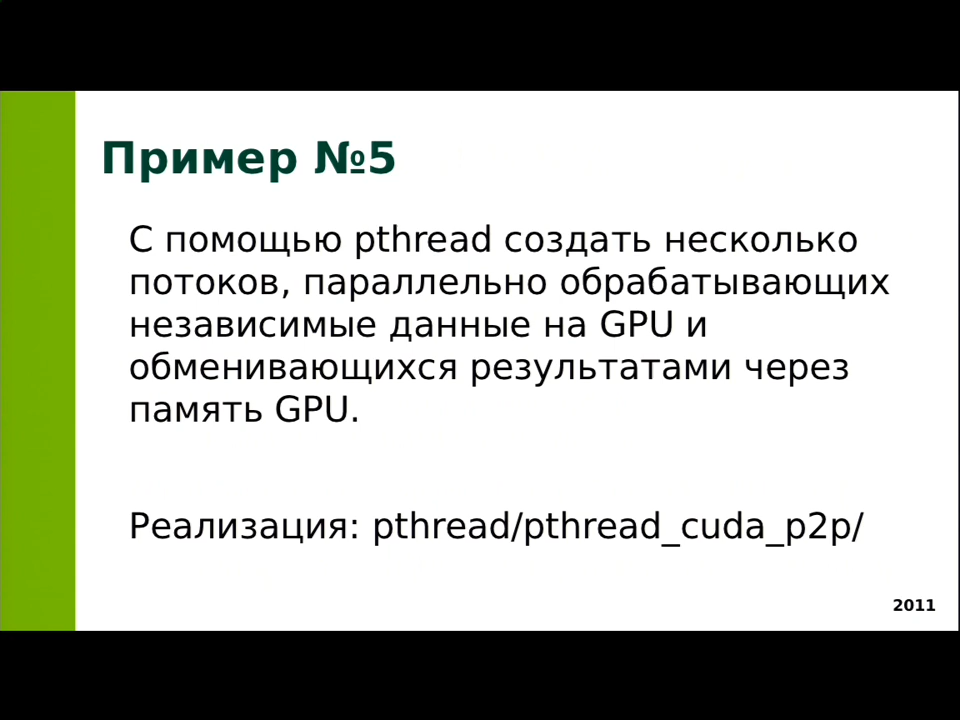 Пример №5
С помощью pthread создать несколько
потоков, параллельно обрабатывающих
независимые данные на GPU и
обменивающихся результатами через
память GPU.
Реализация: pthread/pthread_cuda_p2p/
2011